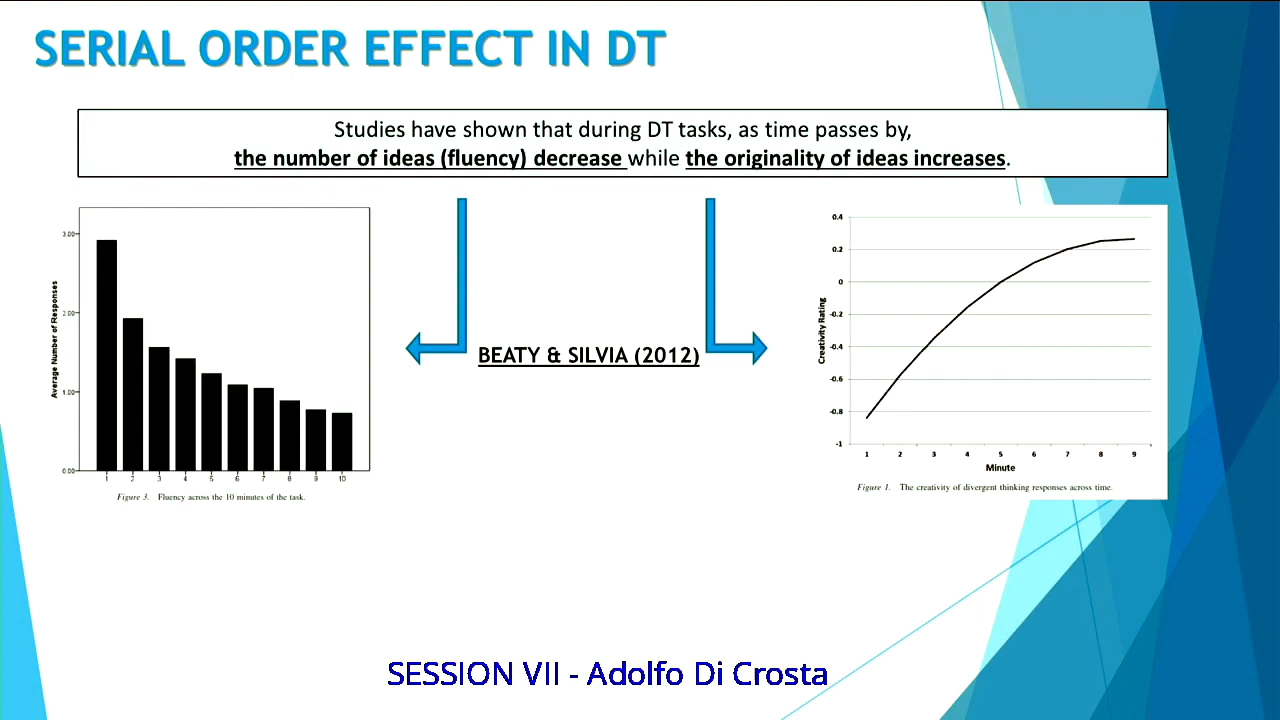 SERIAL ORDER EFFECT IN DT
Studies have shown that during DT tasks, as time passes by,
the number of ideas (fluency) decrease while the originality of ideas increases.
Average Number of Responses
3.00
2.00
1.00
0.00
1 2 3 4 5 6 7 8 9 10
Figure 3. Fluency across the 10 minutes of the task.
BEATY & SILVIA (2012)
Creativity Rating
0.4
0.2
0
-0.2
-0.4
-0.6
-0.8
-1
1 2 3 4 5 6 7 8 9
Minute
Figure 1. The creativity of divergent thinking responses across time.
SESSION VII - Adolfo Di Crosta